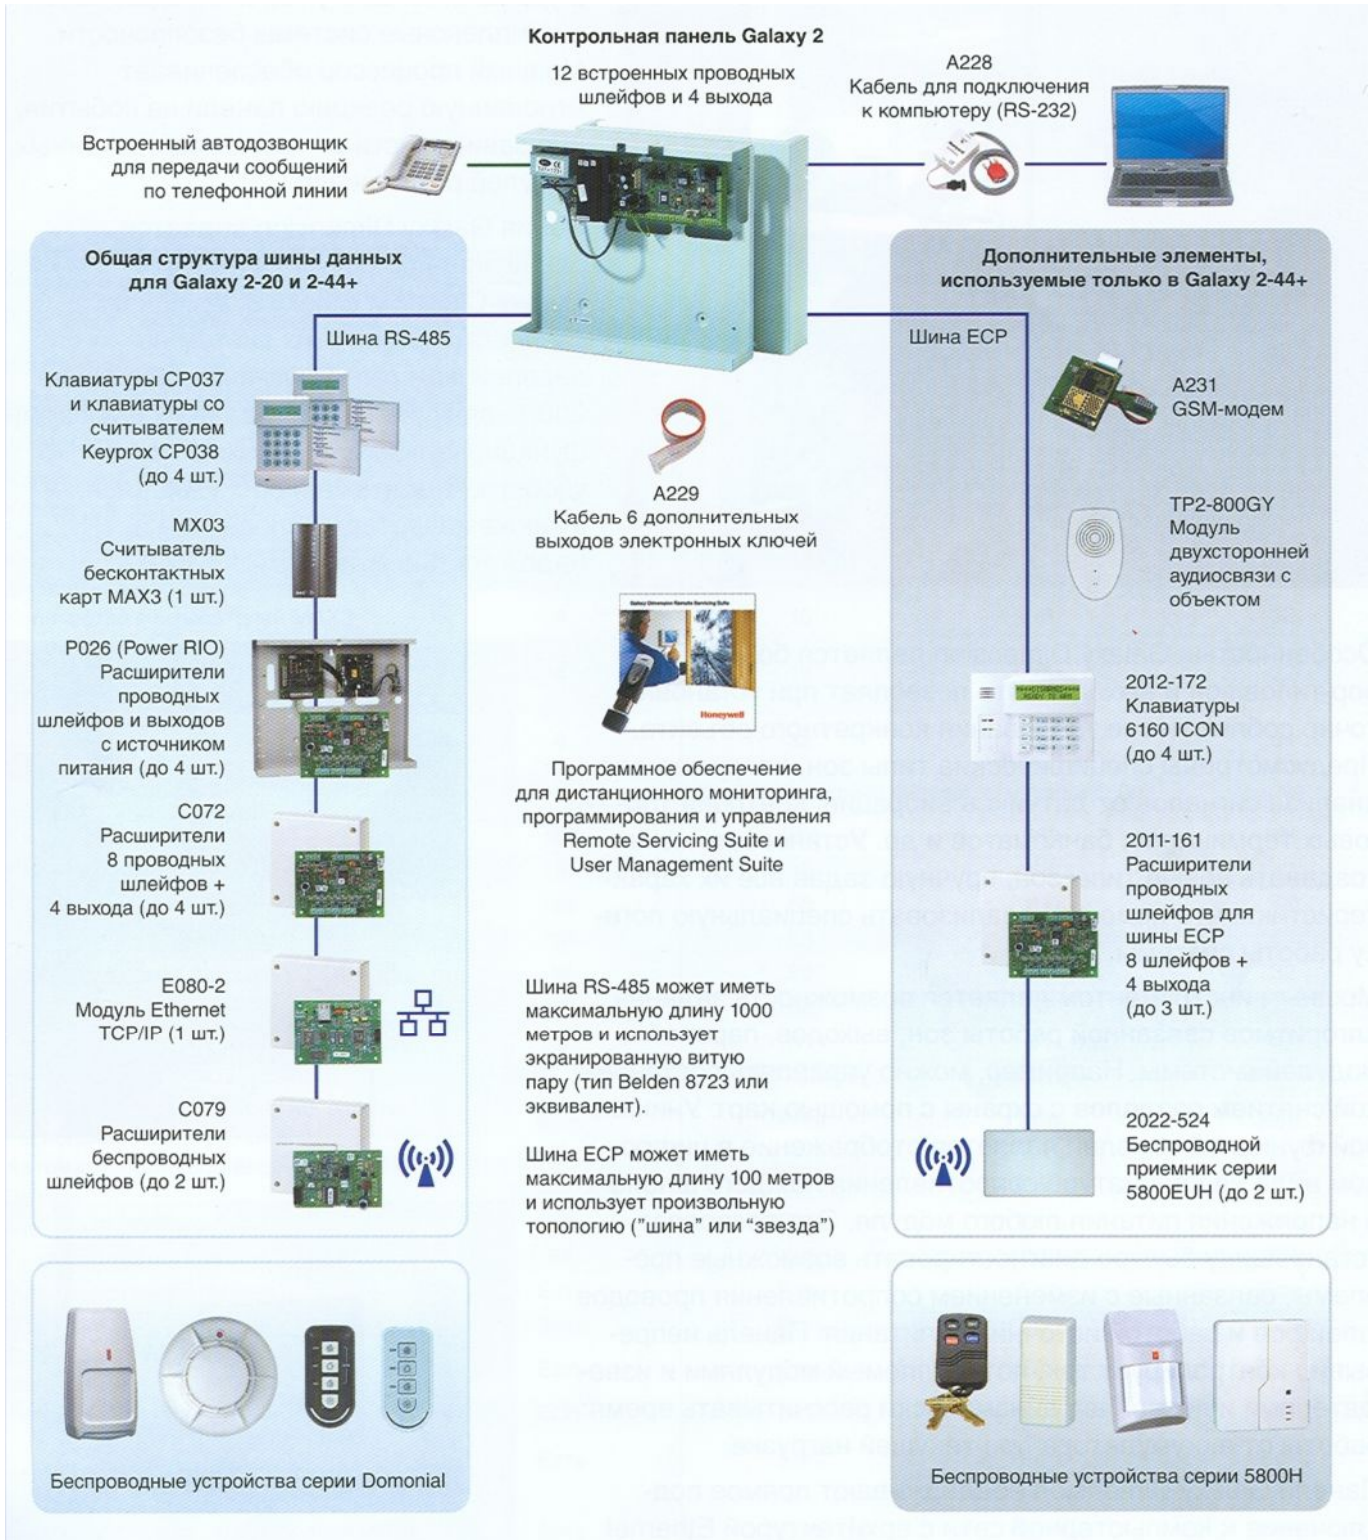 Контрольная панель Galaxy 2
12 встроенных проводных
шлейфов и 4 выхода
A228
Кабель для подключения
к компьютеру (RS-232)
Встроенный автодозвонщик
для передачи сообщений
по телефонной линии
Общая структура шины данных
для Galaxy 2-20 и 2-44+
Шина RS-485
Клавиатуры CP037
и клавиатуры со
считывателем
Keyprox CP038
(до 4 шт.)
MX03
Считыватель
бесконтактных
карт MAX3 (1 шт.)
P026 (Power RIO)
Расширители
проводных
шлейфов и выходов
с источником
питания (до 4 шт.)
C072
Расширители
8 проводных
шлейфов +
4 выхода (до 4 шт.)
E080-2
Модуль Ethernet
TCP/IP (1 шт.)
C079
Расширители
беспроводных
шлейфов (до 2 шт.)
A229
Кабель 6 дополнительных
выходов электронных ключей
Galaxy Dimension Remote Servicing Suite
Honeywell
Программное обеспечение
для дистанционного мониторинга,
программирования и управления
Remote Servicing Suite и
User Management Suite
Шина RS-485 может иметь
максимальную длину 1000
метров и использует
экранированную витую
пару (тип Belden 8723 или
эквивалент).
Шина ECP может иметь
максимальную длину 100 метров
и использует произвольную
топологию ("шина" или "звезда")
Дополнительные элементы,
используемые только в Galaxy 2-44+
Шина ECP
A231
GSM-модем
TP2-800GY
Модуль
двухсторонней
аудиосвязи с
объектом
2012-172
Клавиатуры
6160 ICON
(до 4 шт.)
2011-161
Расширители
проводных
шлейфов для
шины ECP
8 шлейфов +
4 выхода
(до 3 шт.)
2022-524
Беспроводной
приемник серии
5800EUH (до 2 шт.)
Беспроводные устройства серии Domonial
Беспроводные устройства серии 5800H